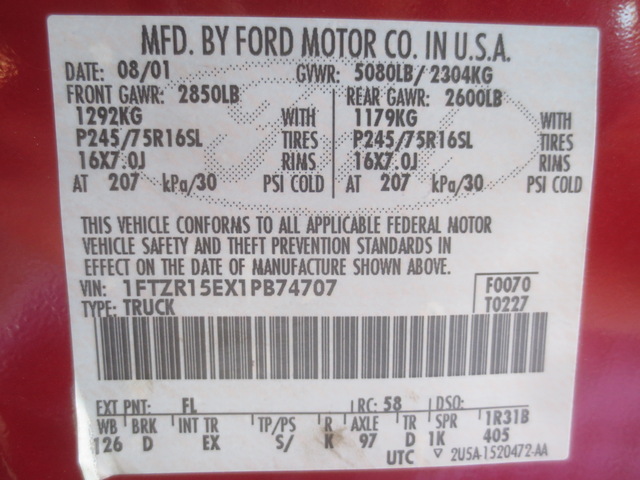 MFD. BY FORD MOTOR CO. IN U.S.A.
DATE: 08/01 GVWR: 5080LB/ 2304KG
FRONT GAWR: 2850LB REAR GAWR: 2600LB
1292KG WITH 1179KG WITH
P245/75R16SL TIRES P245/75R16SL TIRES
16X7.0J RIMS 16X7.0J RIMS
AT 207 kPa/30 PSI COLD AT 207 kPa/30 PSI COLD
THIS VEHICLE CONFORMS TO ALL APPLICABLE FEDERAL MOTOR
VEHICLE SAFETY AND THEFT PREVENTION STANDARDS IN
EFFECT ON THE DATE OF MANUFACTURE SHOWN ABOVE.
VIN: 1FTZR15EX1PB74707 F0070
TYPE: TRUCK T0227
EXT PNT: FL RC: 58 DSO:
WB BRK INT TR TP/PS R AXLE TR SPR 1R31B
126 D EX S/ K 97 D 1K 405
UTC ▽ 2U5A-1520472-AA